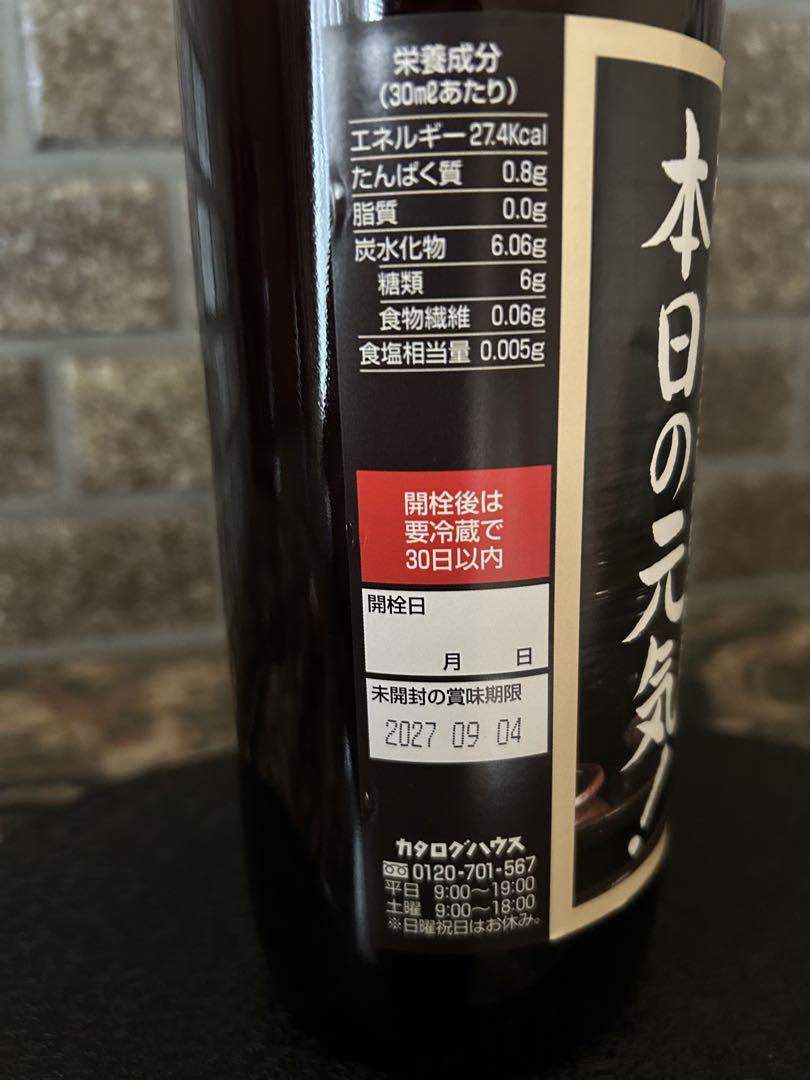 栄養成分
(30mlあたり)
エネルギー 27.4Kcal
たんぱく質 0.8g
脂質 0.0g
炭水化物 6.06g
糖類 6g
食物繊維 0.06g
食塩相当量 0.005g
開栓後は
要冷蔵で
30日以内
開栓日
月 日
未開封の賞味期限
2027 09 04
カタログハウス
0120-701-567
平日 9:00～19:00
土曜 9:00～18:00
※日曜祝日はお休み。
本日の元気!